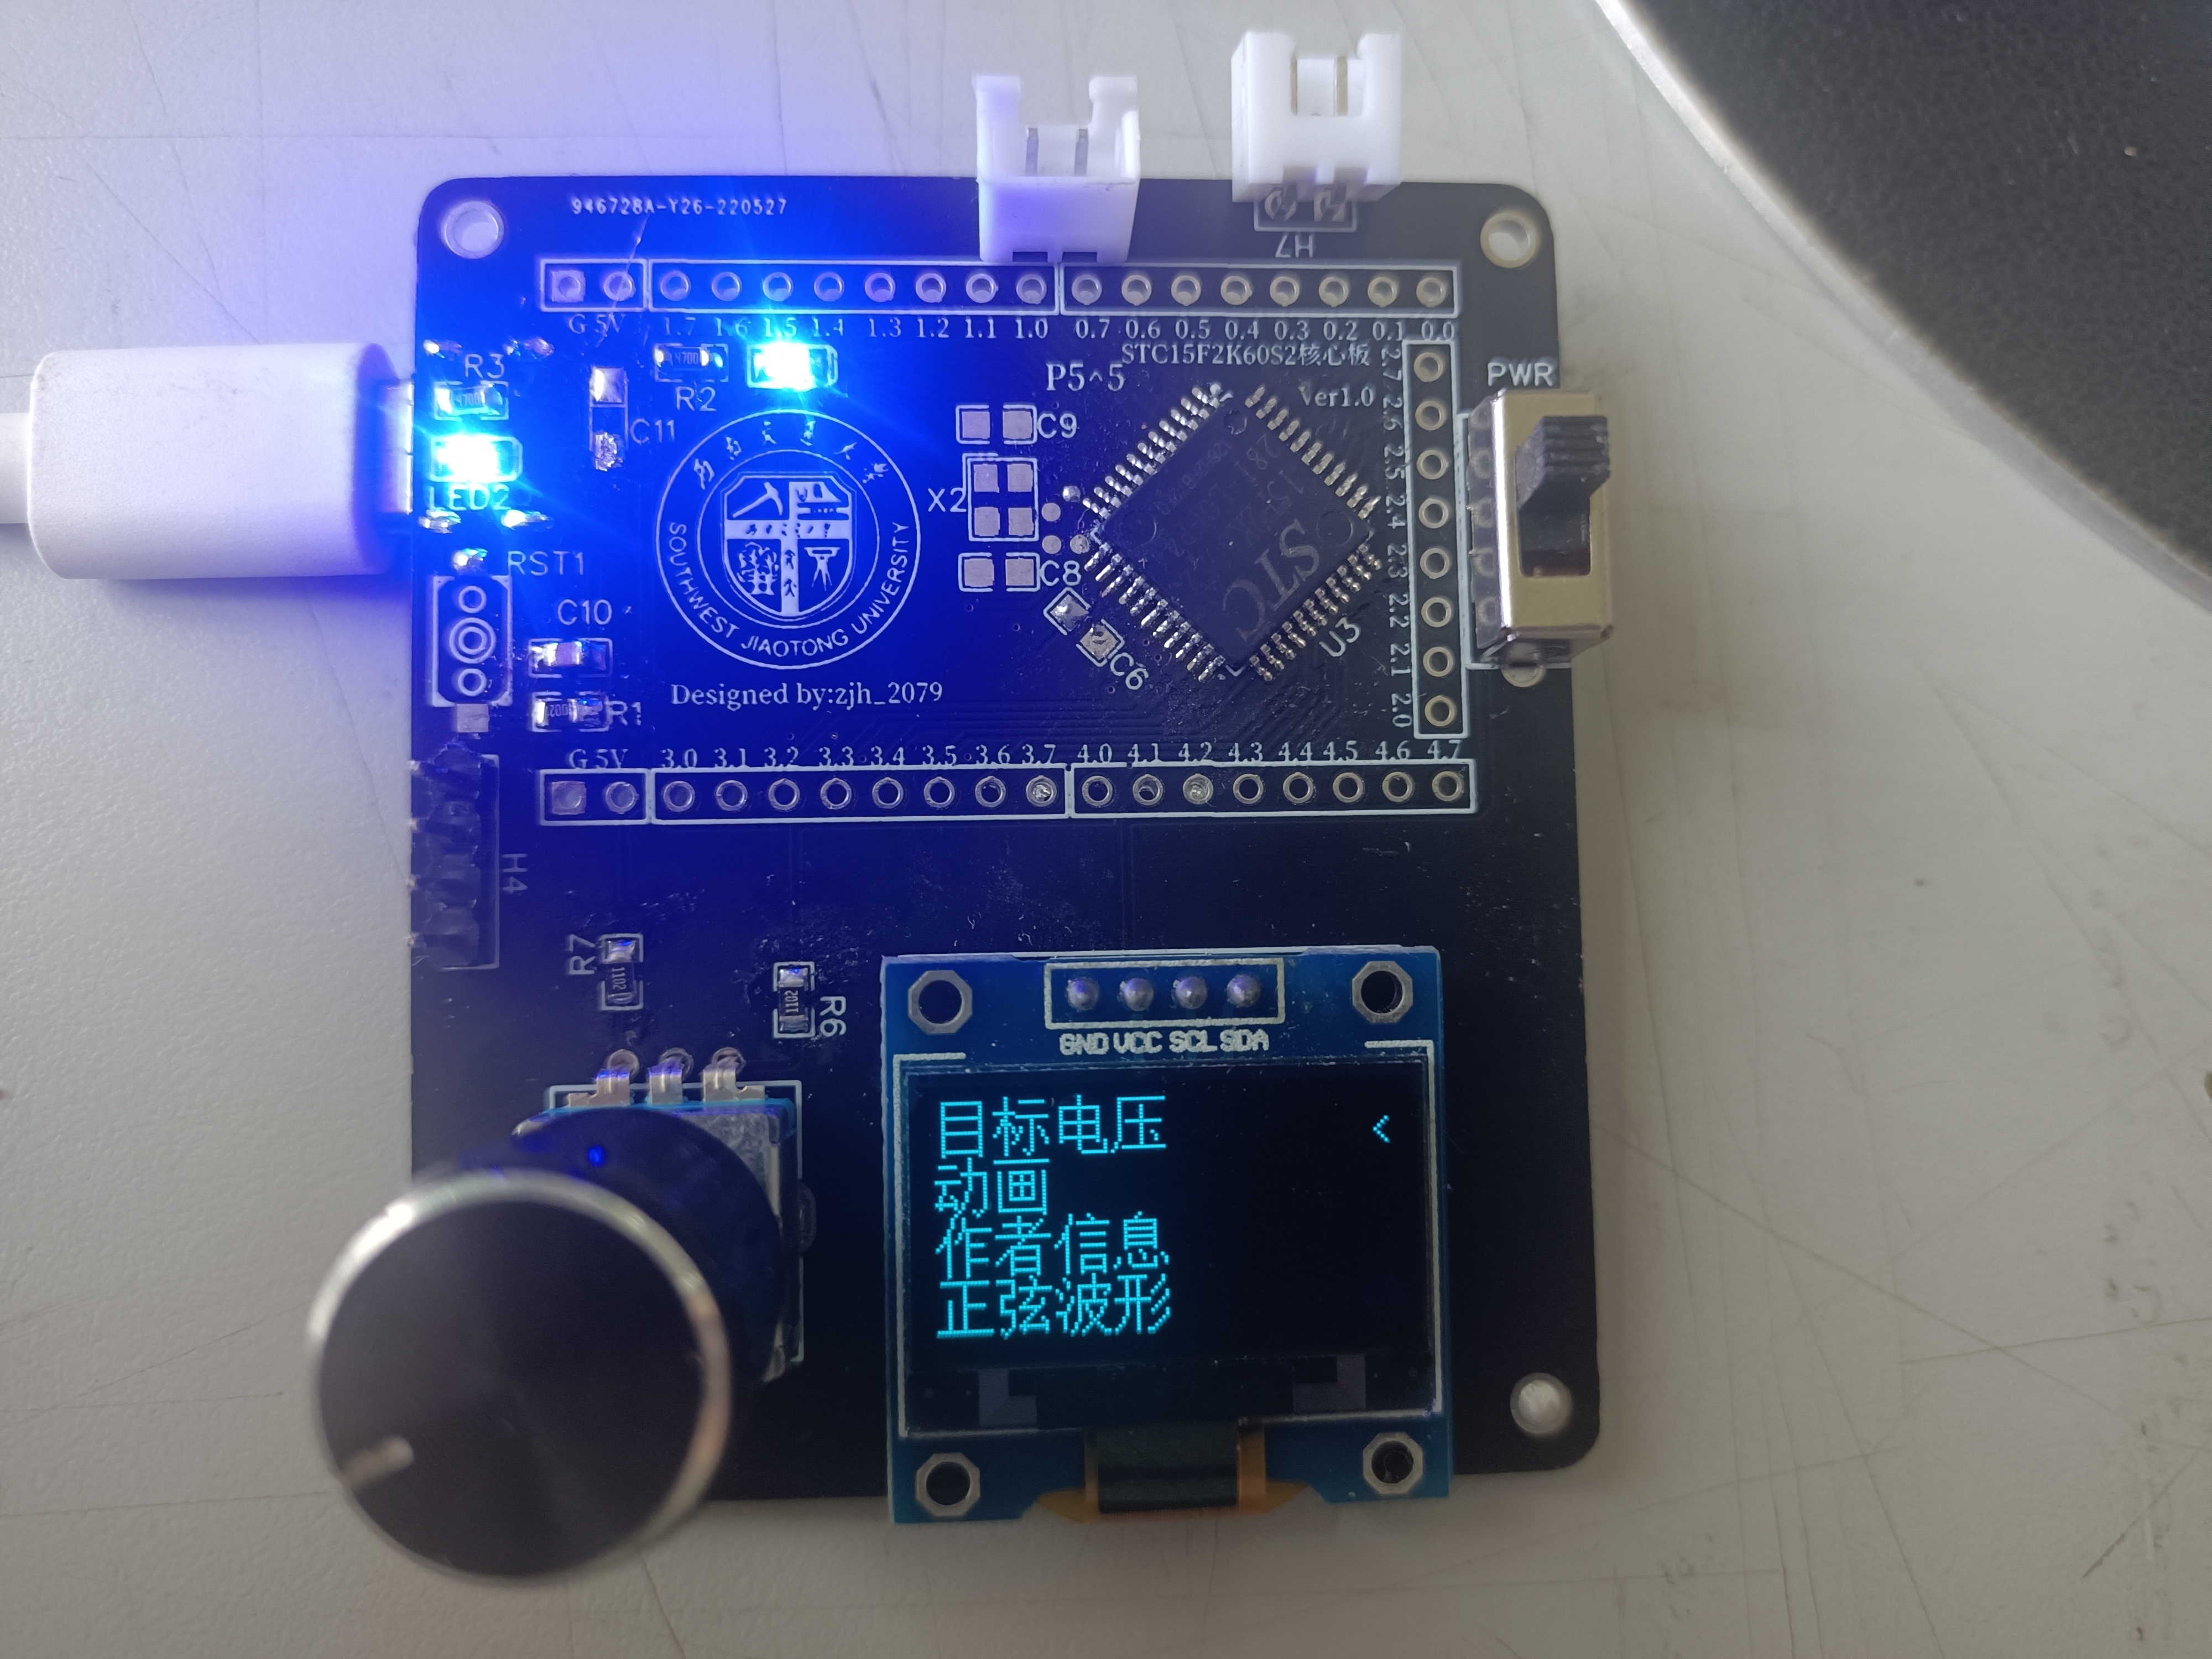 946728A-Y26-220527
H7
G 5V 1.7 1.6 1.5 1.4 1.3 1.2 1.1 1.0 0.7 0.6 0.5 0.4 0.3 0.2 0.1 0.0
STC15F2K60S2核心板
Ver1.0
P5^5
PWR
R3
R2
C11
C9
LED2
X2
2.7 2.6 2.5 2.4 2.3 2.2 2.1 2.0
RST1
C8
STC
SOUTHWEST JIAOTONG UNIVERSITY
C10
U3
C6
R1
Designed by:zjh_2079
G 5V 3.0 3.1 3.2 3.3 3.4 3.5 3.6 3.7 4.0 4.1 4.2 4.3 4.4 4.5 4.6 4.7
H4
R7
1102
R6
1102
GND VCC SCL SDA
目标电压 <
动画
作者信息
正弦波形